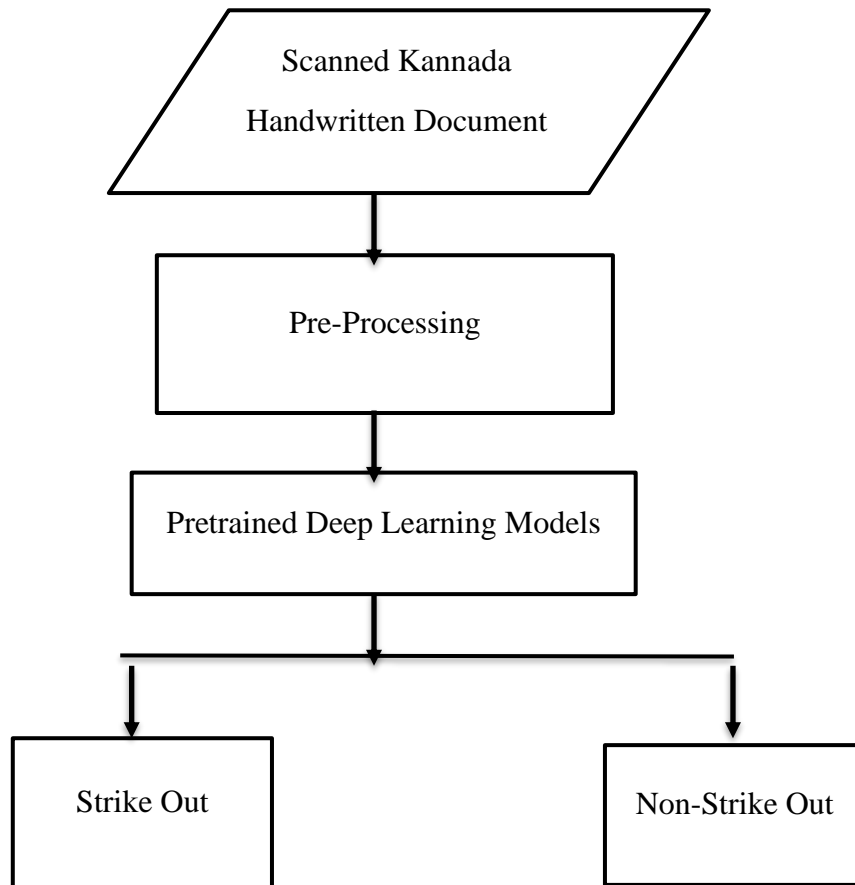 Scanned Kannada
Handwritten Document
Pre-Processing
Pretrained Deep Learning Models
Strike Out
Non-Strike Out